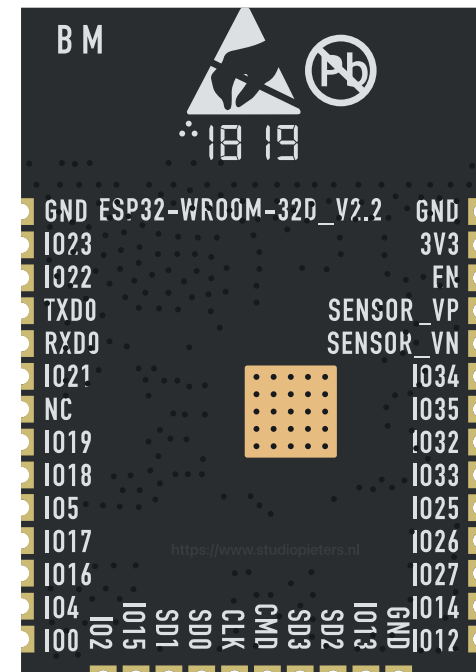 BM
Pb
1819
ESP32-WROOM-32D_V2.2
GND
IO23
IO22
TXD0
RXD0
IO21
NC
IO19
IO18
IO5
IO17
IO16
IO4
IO0
IO2
IO15
SD1
SD0
CLK
CMD
SD3
SD2
IO13
GND
GND
3V3
EN
SENSOR_VP
SENSOR_VN
IO34
IO35
IO32
IO33
IO25
IO26
IO27
IO14
IO12
https://www.studiopieters.nl